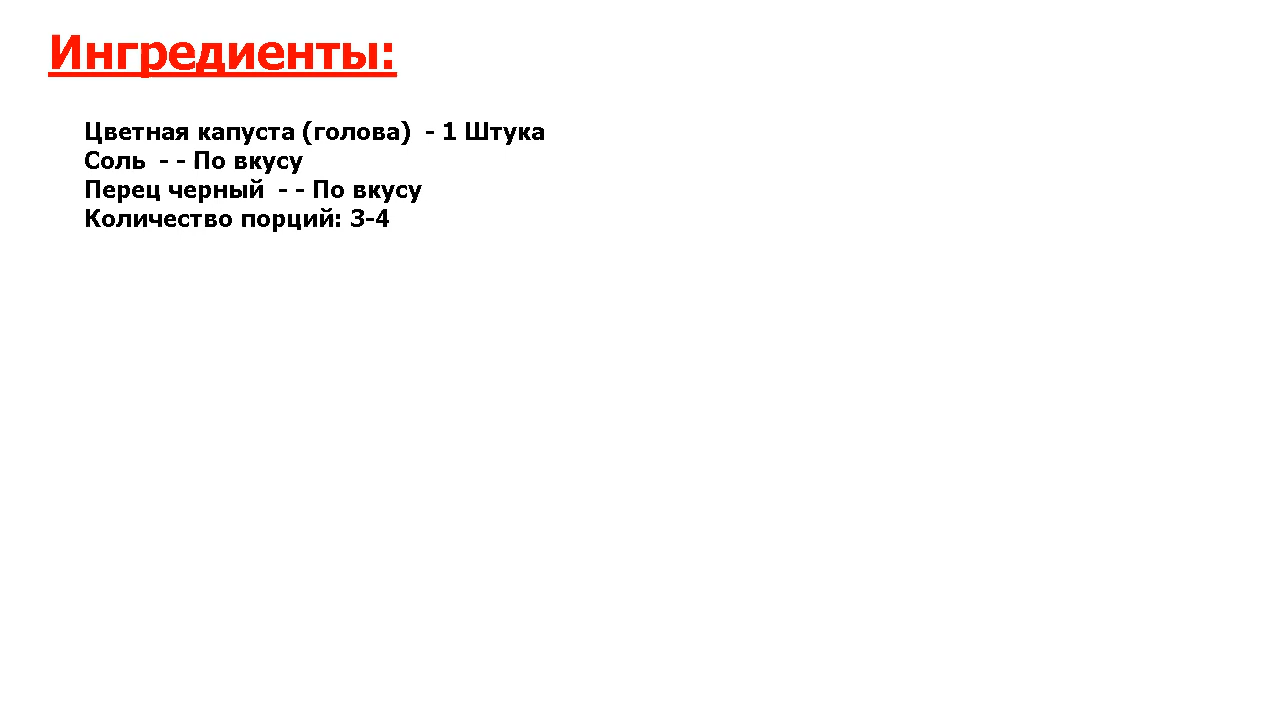 Ингредиенты:
Цветная капуста (голова)  - 1 Штука
Соль  - - По вкусу
Перец черный  - - По вкусу
Количество порций: 3-4